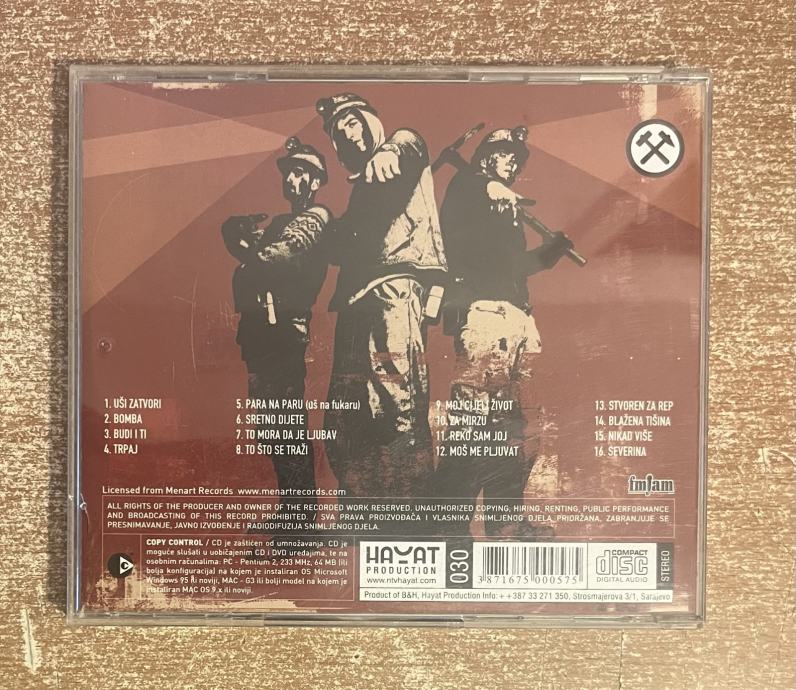 1. UŠI ZATVORI
2. BOMBA
3. BUDI I TI
4. TRPAJ
5. PARA NA PARU (uš na fukaru)
6. SRETNO DIJETE
7. TO MORA DA JE LJUBAV
8. TO ŠTO SE TRAŽI
9. MOJ CIJELI ŽIVOT
10. ZA MIRZU
11. REKO SAM JOJ
12. MOŠ ME PLJUVAT
13. STVOREN ZA REP
14. BLAŽENA TIŠINA
15. NIKAD VIŠE
16. SEVERINA
Licensed from Menart Records www.menartrecords.com
fmjam
ALL RIGHTS OF THE PRODUCER AND OWNER OF THE RECORDED WORK RESERVED. UNAUTHORIZED COPYING, HIRING, RENTING, PUBLIC PERFORMANCE
AND BROADCASTING OF THIS RECORD PROHIBITED. / SVA PRAVA PROIZVOĐAČA I VLASNIKA SNIMLJENOG DJELA PRIDRŽANA, ZABRANJUJE SE
PRESNIMAVANJE, JAVNO IZVOĐENJE I RADIODIFUZIJA SNIMLJENOG DJELA.
COPY CONTROL / CD je zaštićen od umnožavanja. CD je
moguće slušati u uobičajenim CD i DVD uređajima, te na
osobnim računalima: PC - Pentium 2, 233 MHz, 64 MB (ili
bolja konfiguracija) na kojem je instaliran OS Microsoft
Windows 95 ili noviji, MAC - G3 ili bolji model na kojem je
instaliran MAC OS 9.x ili noviji.
HAYAT
PRODUCTION
www.ntvhayat.com
030
3 871675 000575
COMPACT
disc
DIGITAL AUDIO
STEREO
Product of B&H, Hayat Production Info: + +387 33 271 350, Strosmajerova 3/1, Sarajevo